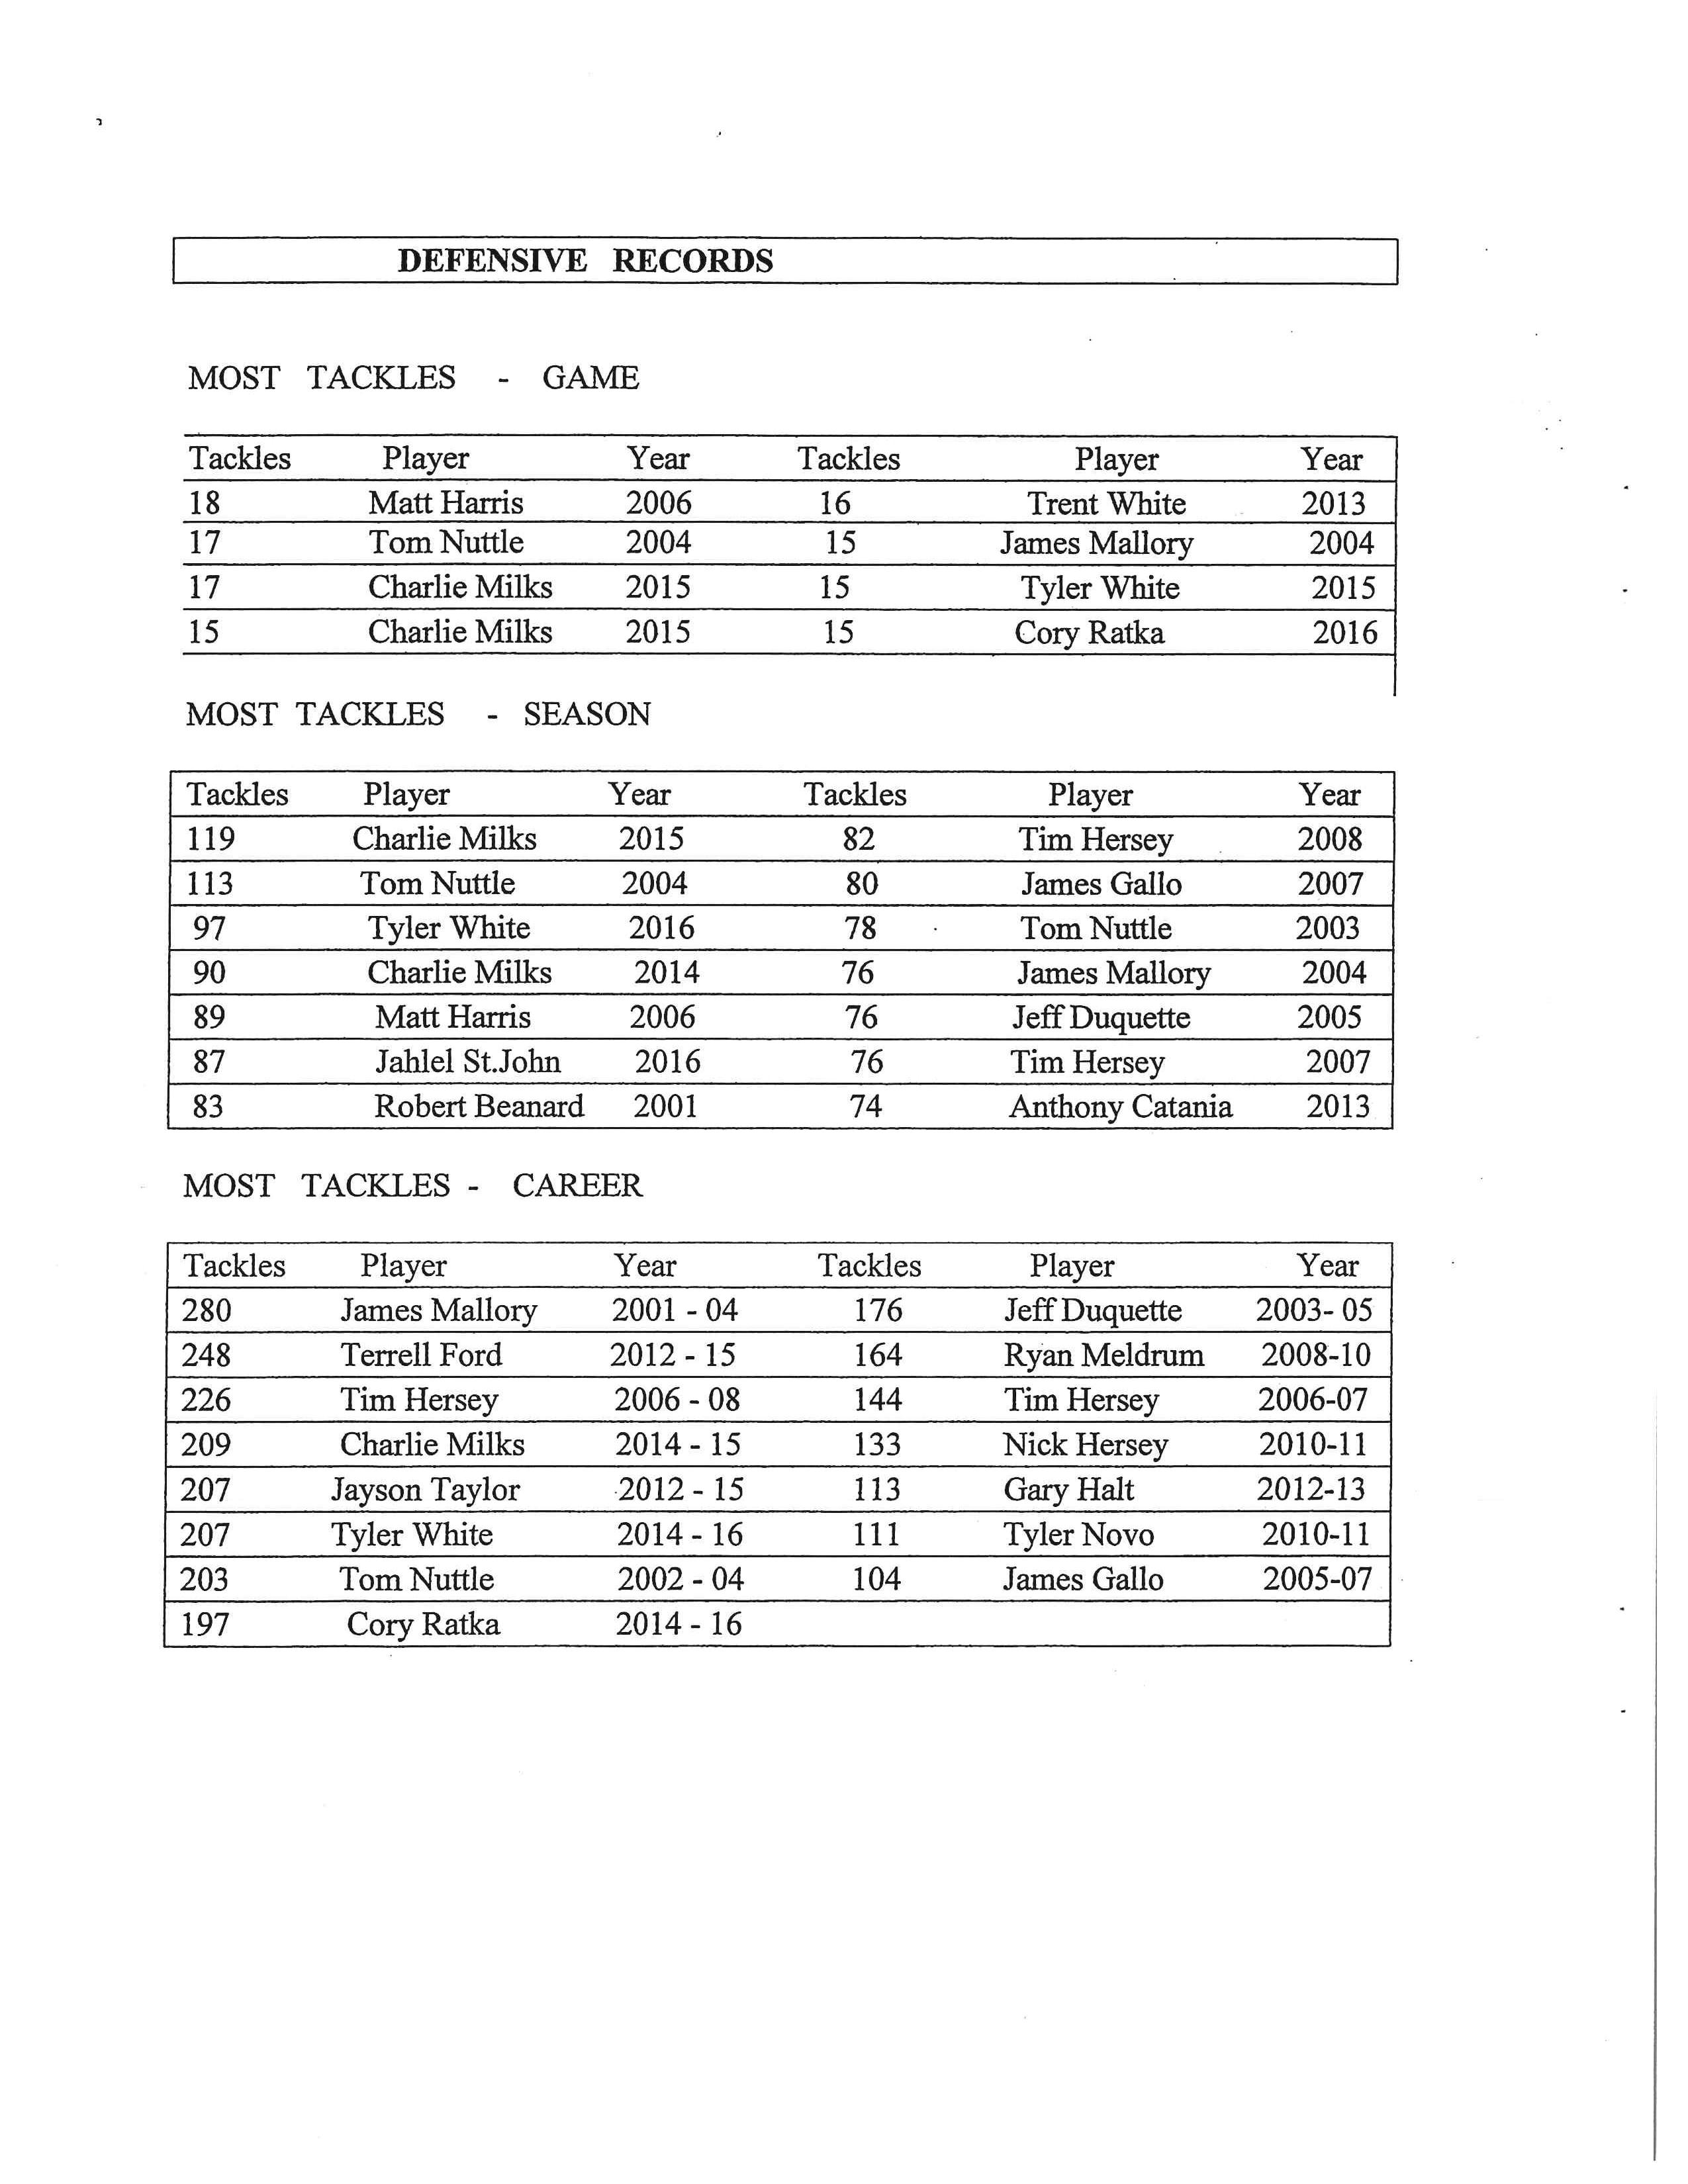 DEFENSIVE RECORDS
MOST TACKLES - GAME
Tackles Player Year Tackles Player Year
18 Matt Harris 2006 16 Trent White 2013
17 Tom Nuttle 2004 15 James Mallory 2004
17 Charlie Milks 2015 15 Tyler White 2015
15 Charlie Milks 2015 15 Cory Ratka 2016
MOST TACKLES - SEASON
Tackles Player Year Tackles Player Year
119 Charlie Milks 2015 82 Tim Hersey 2008
113 Tom Nuttle 2004 80 James Gallo 2007
97 Tyler White 2016 78 Tom Nuttle 2003
90 Charlie Milks 2014 76 James Mallory 2004
89 Matt Harris 2006 76 Jeff Duquette 2005
87 Jahlel St.John 2016 76 Tim Hersey 2007
83 Robert Beanard 2001 74 Anthony Catania 2013
MOST TACKLES - CAREER
Tackles Player Year Tackles Player Year
280 James Mallory 2001 - 04 176 Jeff Duquette 2003- 05
248 Terrell Ford 2012 - 15 164 Ryan Meldrum 2008-10
226 Tim Hersey 2006 - 08 144 Tim Hersey 2006-07
209 Charlie Milks 2014 - 15 133 Nick Hersey 2010-11
207 Jayson Taylor 2012 - 15 113 Gary Halt 2012-13
207 Tyler White 2014 - 16 111 Tyler Novo 2010-11
203 Tom Nuttle 2002 - 04 104 James Gallo 2005-07
197 Cory Ratka 2014 - 16